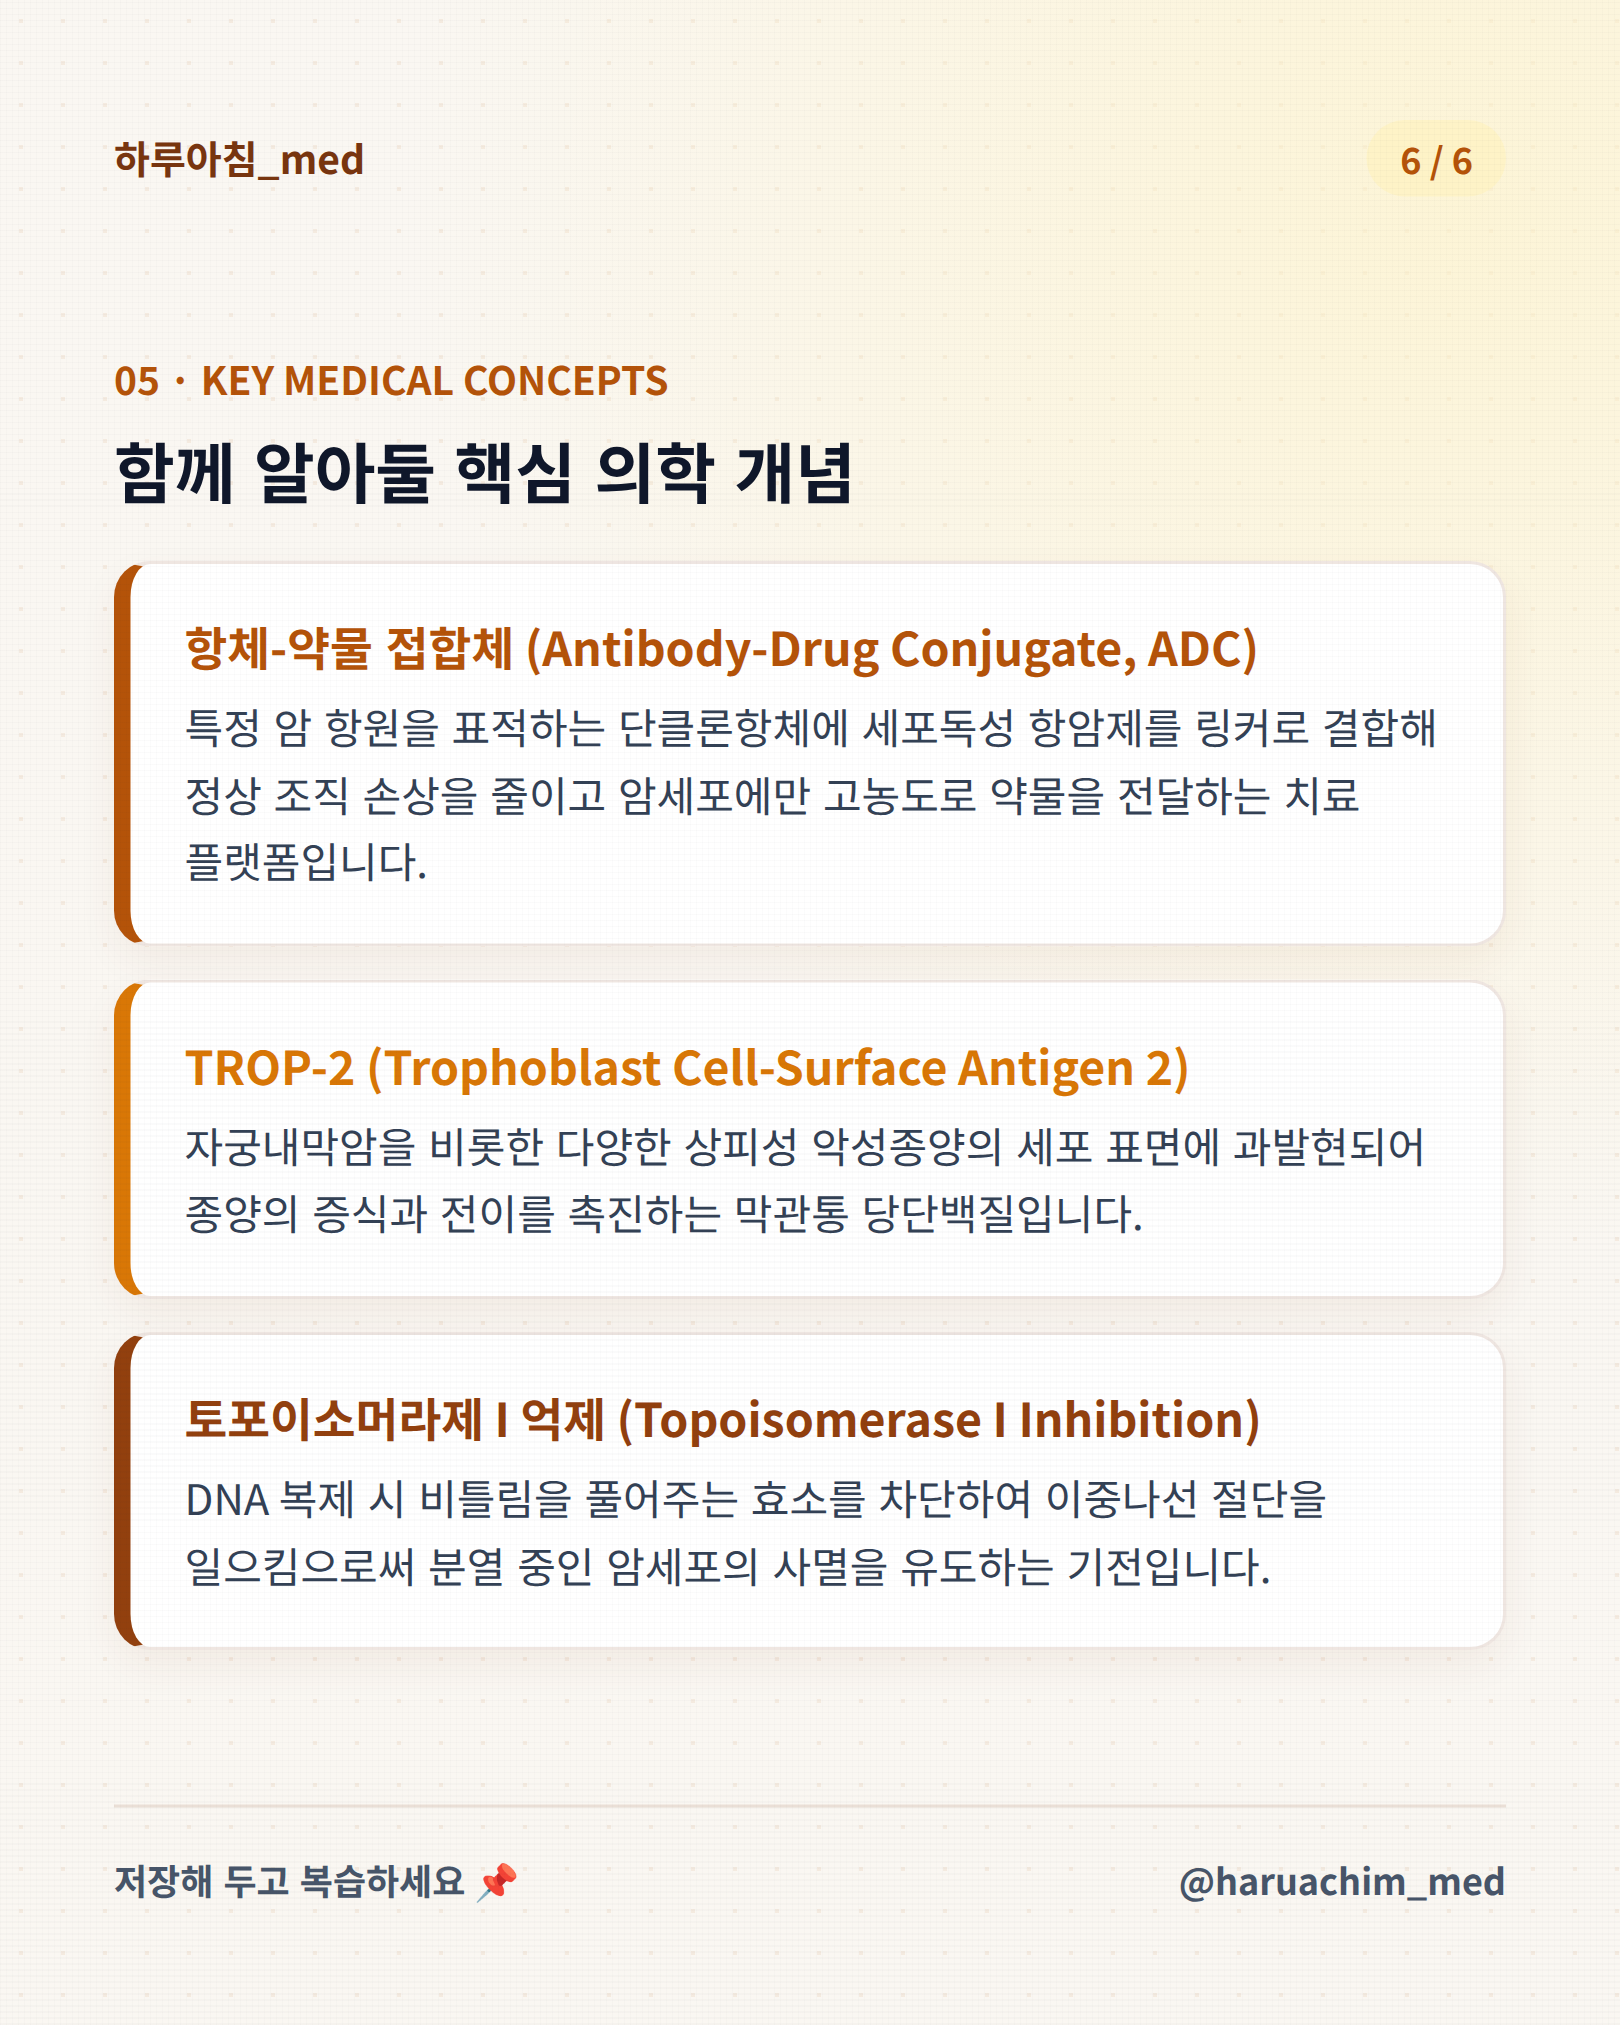 하루아침_med
6 / 6
05 · KEY MEDICAL CONCEPTS
함께 알아둘 핵심 의학 개념
항체-약물 접합체 (Antibody-Drug Conjugate, ADC)
특정 암 항원을 표적하는 단클론항체에 세포독성 항암제를 링커로 결합해
정상 조직 손상을 줄이고 암세포에만 고농도로 약물을 전달하는 치료
플랫폼입니다.
TROP-2 (Trophoblast Cell-Surface Antigen 2)
자궁내막암을 비롯한 다양한 상피성 악성종양의 세포 표면에 과발현되어
종양의 증식과 전이를 촉진하는 막관통 당단백질입니다.
토포이소머라제 I 억제 (Topoisomerase I Inhibition)
DNA 복제 시 비틀림을 풀어주는 효소를 차단하여 이중나선 절단을
일으킴으로써 분열 중인 암세포의 사멸을 유도하는 기전입니다.
저장해 두고 복습하세요 📌
@haruachim_med